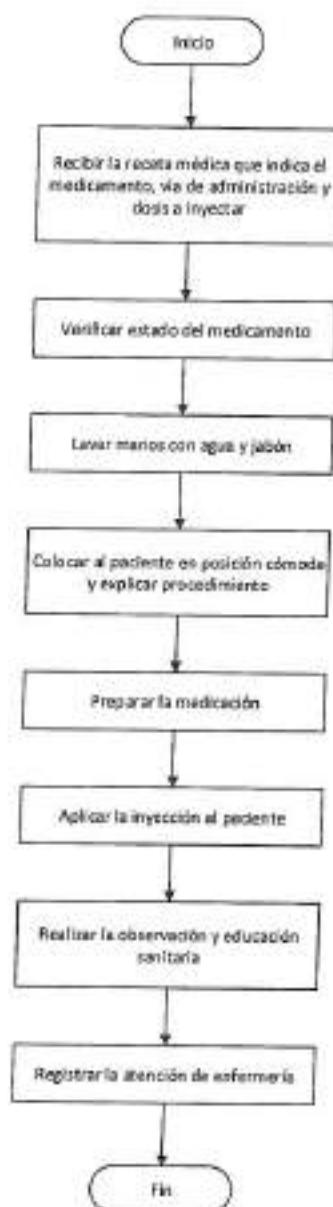 Inicio
Recibir la receta médica que indica el
medicamento, vía de administración y
dosis a inyectar
Verificar estado del medicamento
Lavar manos con agua y jabón
Colocar al paciente en posición cómoda
y explicar procedimiento
Preparar la medicación
Aplicar la inyección al paciente
Realizar la observación y educación
sanitaria
Registrar la atención de enfermería
Fin